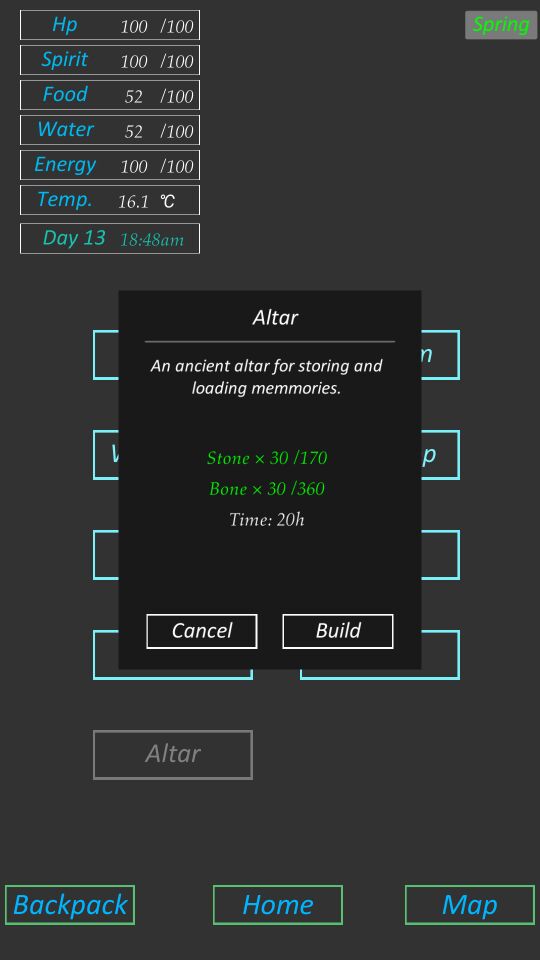 Hp 100 /100
Spring
Spirit 100 /100
Food 52 /100
Water 52 /100
Energy 100 /100
Temp. 16.1 ℃
Day 13 18:48am
Altar
An ancient altar for storing and
loading memmories.
Stone × 30 /170
Bone × 30 /360
Time: 20h
Cancel Build
Altar
Backpack Home Map